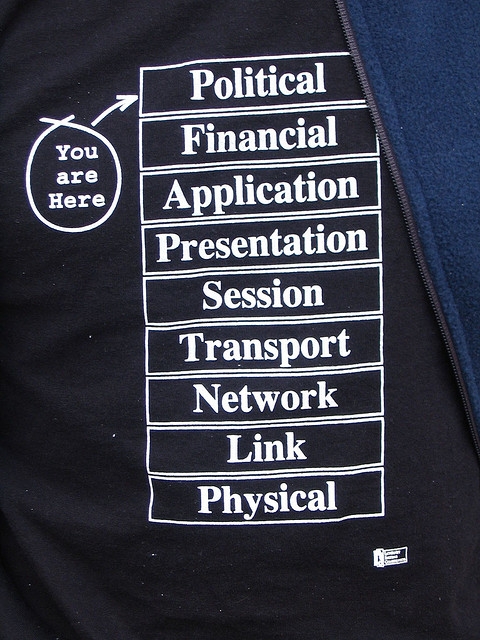 Political
Financial
You
are
Here
Application
Presentation
Session
Transport
Network
Link
Physical